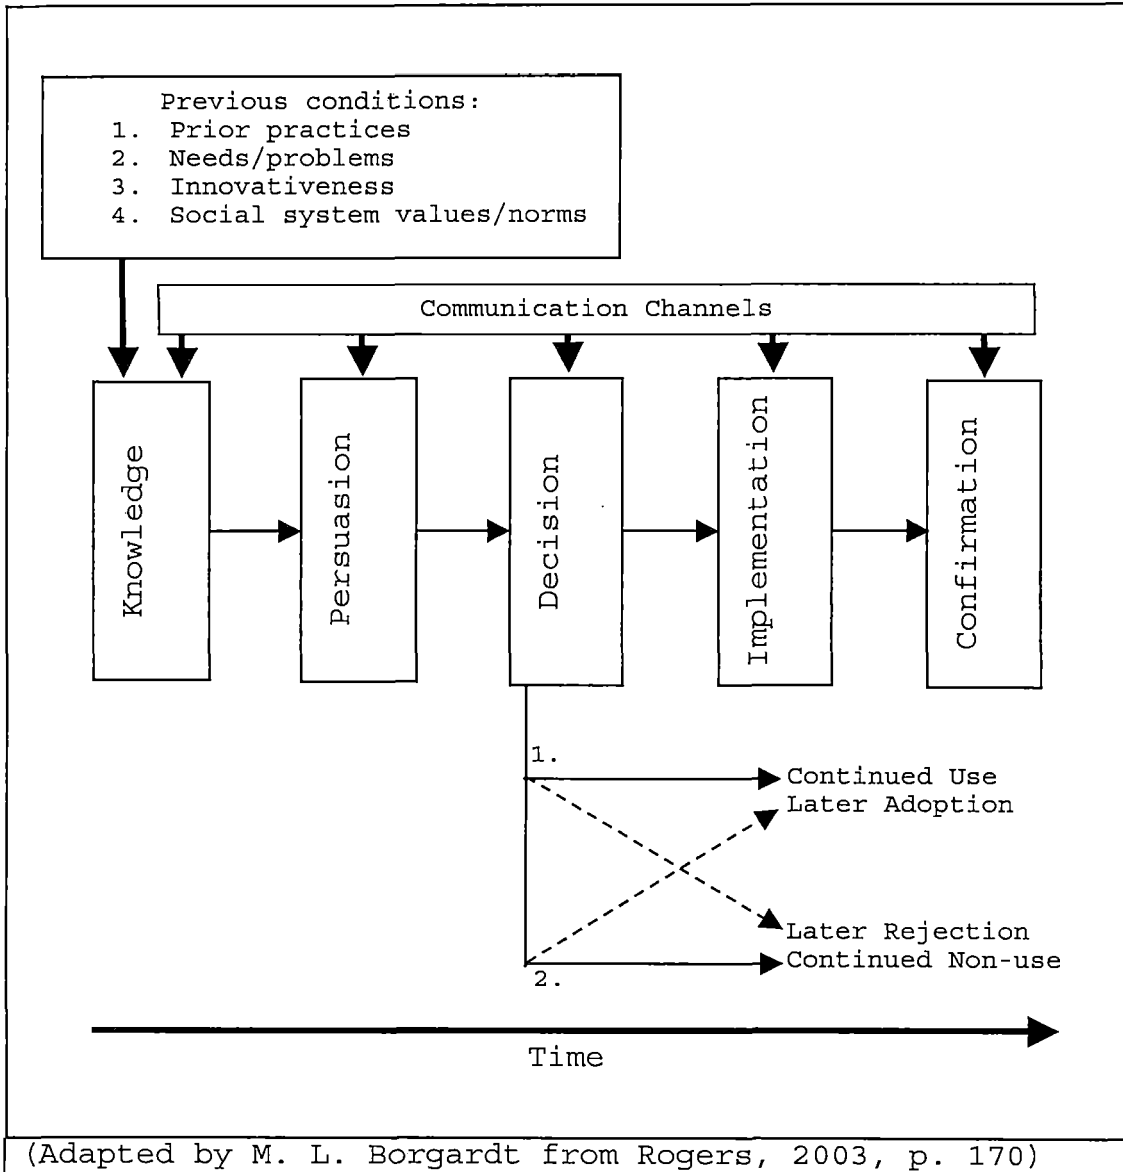 Previous conditions:
1. Prior practices
2. Needs/problems
3. Innovativeness
4. Social system values/norms
Communication Channels
Knowledge
Persuasion
Decision
Implementation
Confirmation
1.
Continued Use
Later Adoption
Later Rejection
Continued Non-use
2.
Time
(Adapted by M. L. Borgardt from Rogers, 2003, p. 170)